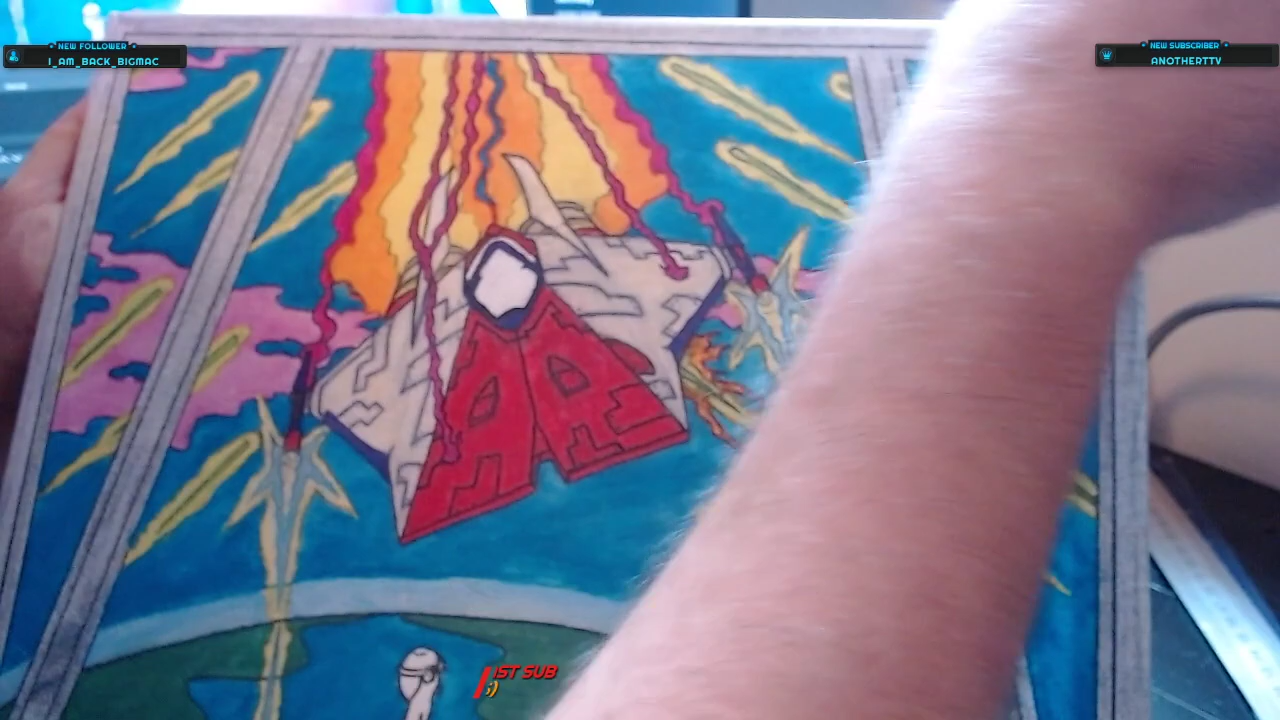 NEW FOLLOWER
I_AM_BACK_BIGMAC
NEW SUBSCRIBER
ANOTHERTTV
1ST SUB
;)